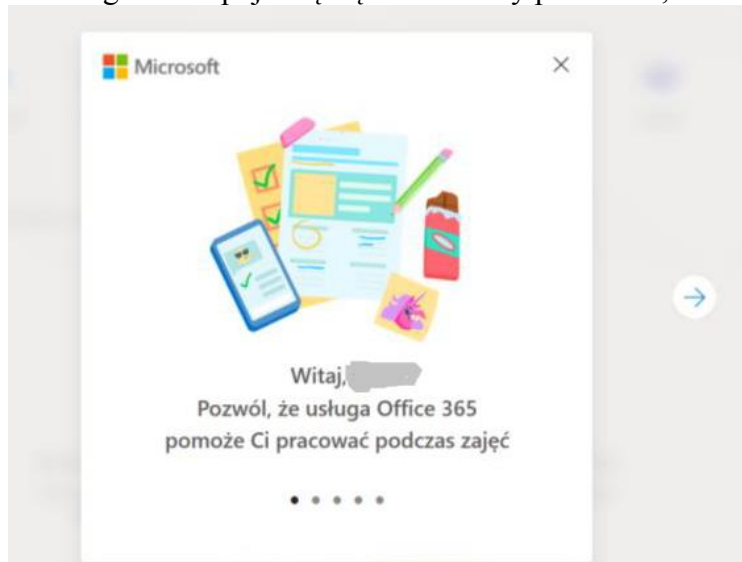 Microsoft
Witaj,
Pozwól, że usługa Office 365
pomoże Ci pracować podczas zajęć